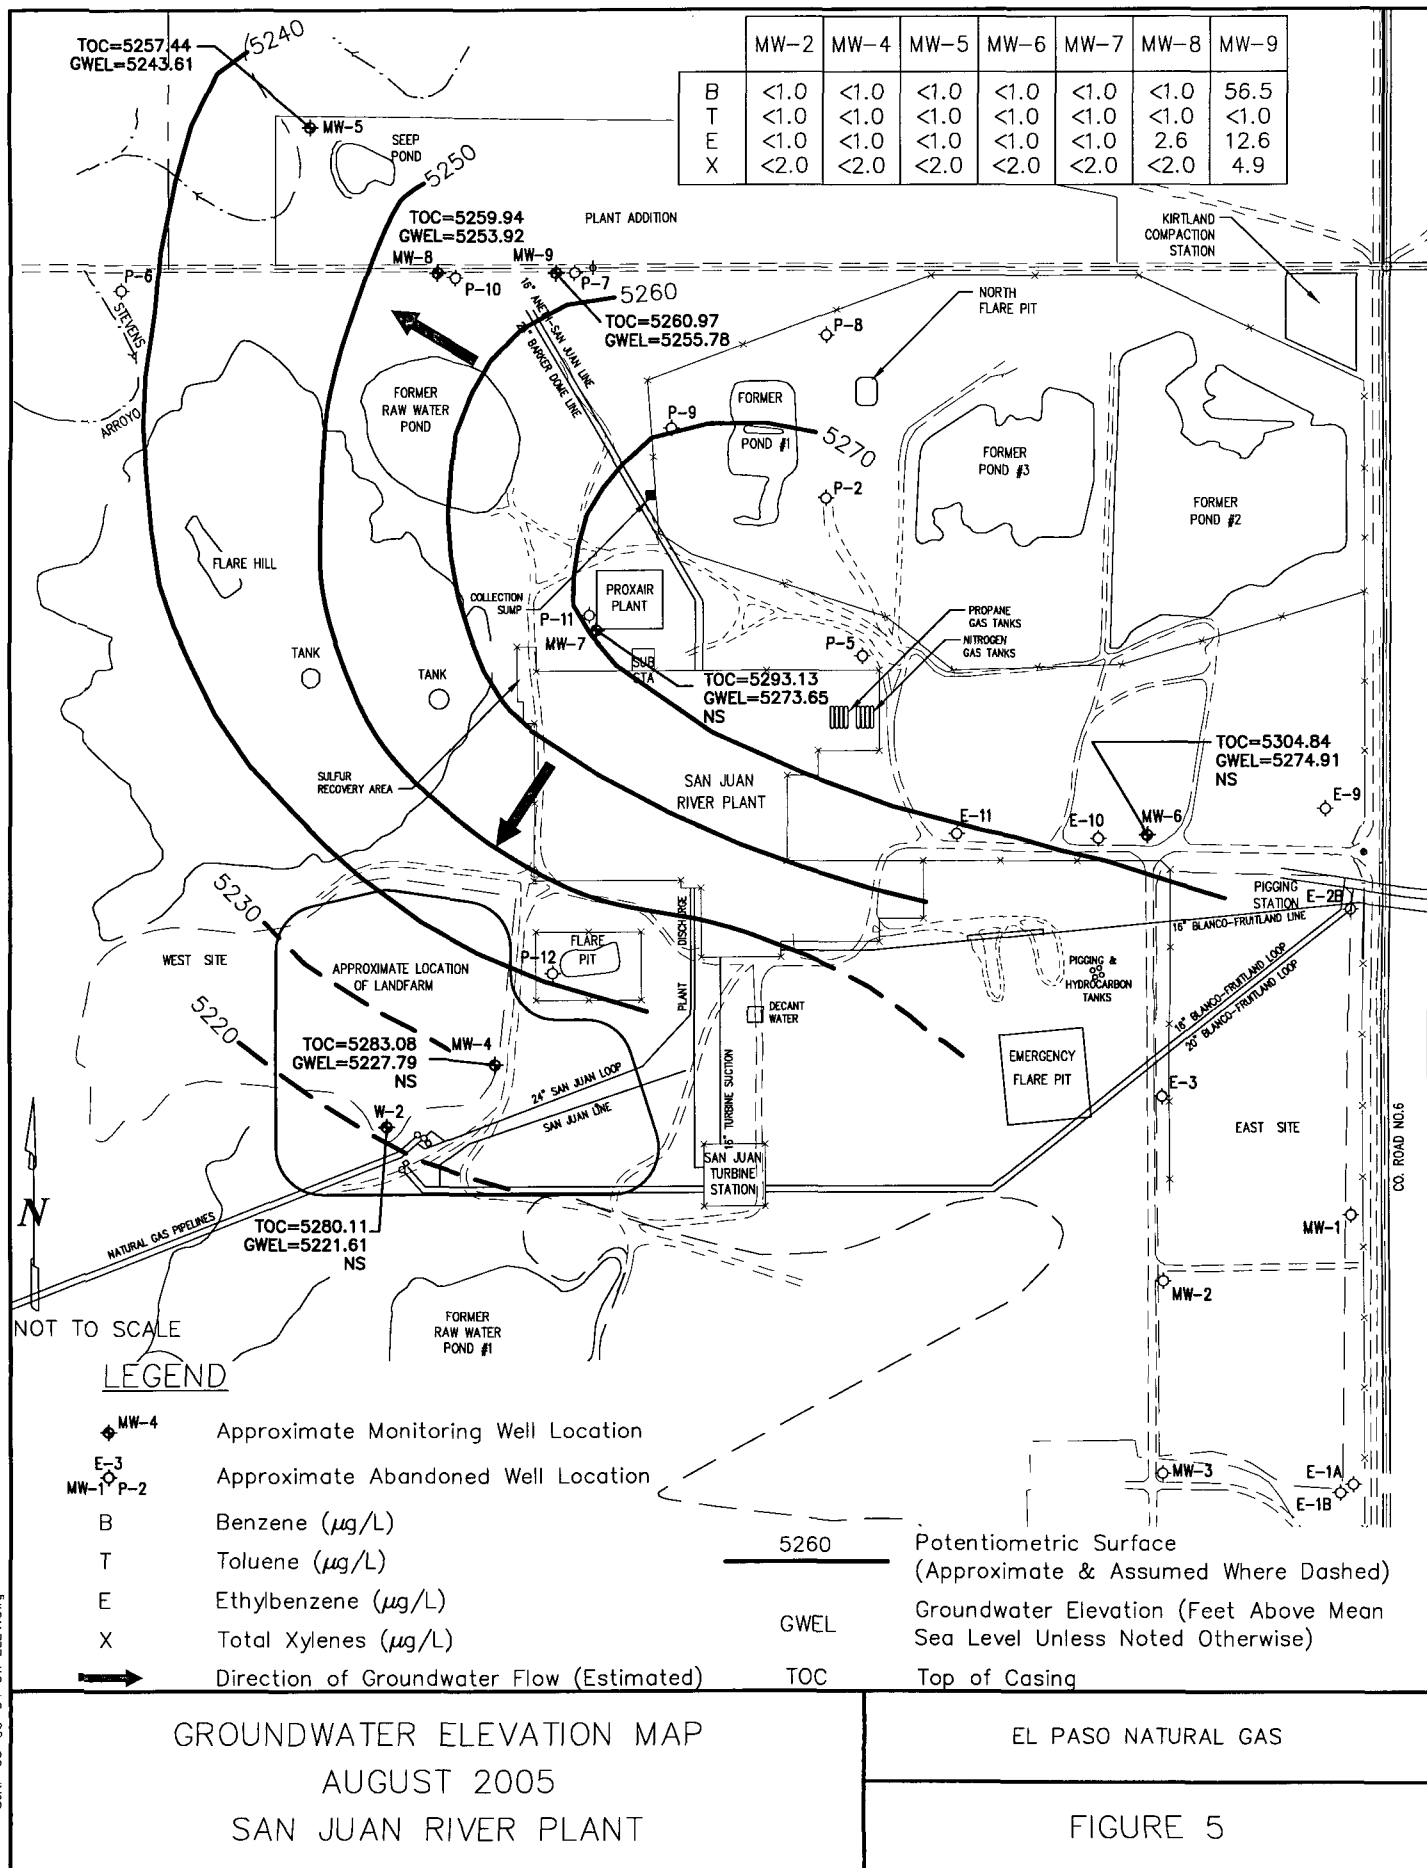 TOC=5257.44
GWEL=5243.61
5240
MW-5
SEEP
POND
5250
MW-2 MW-4 MW-5 MW-6 MW-7 MW-8 MW-9
B <1.0 <1.0 <1.0 <1.0 <1.0 <1.0 56.5
T <1.0 <1.0 <1.0 <1.0 <1.0 <1.0 <1.0
E <1.0 <1.0 <1.0 <1.0 <1.0 2.6 12.6
X <2.0 <2.0 <2.0 <2.0 <2.0 <2.0 4.9
TOC=5259.94
GWEL=5253.92
PLANT ADDITION
KIRTLAND
COMPACTION
STATION
MW-8
MW-9
P-6
P-10
P-7
STEVENS
ARROYO
5260
TOC=5260.97
GWEL=5255.78
16" ANETH-SAN JUAN LINE
BARKER DOME LINE
NORTH
FLARE PIT
P-8
FORMER
RAW WATER
POND
P-9
FORMER
POND #1
5270
FORMER
POND #3
FORMER
POND #2
P-2
FLARE HILL
COLLECTION
SUMP
PROXAIR
PLANT
P-11
MW-7
SUB
STA
P-5
PROPANE
GAS TANKS
NITROGEN
GAS TANKS
TANK
TANK
TOC=5293.13
GWEL=5273.65
NS
TOC=5304.84
GWEL=5274.91
NS
SULFUR
RECOVERY AREA
SAN JUAN
RIVER PLANT
E-11
E-10
MW-6
E-9
5230
PIGGING
STATION
E-2B
16" BLANCO-FRUITLAND LINE
WEST SITE
APPROXIMATE LOCATION
OF LANDFARM
FLARE
PIT
P-12
PLANT DISCHARGE
PIGGING &
HYDROCARBON
TANKS
16" BLANCO-FRUITLAND LOOP
20" BLANCO-FRUITLAND LOOP
5220
DECANT
WATER
TOC=5283.08
GWEL=5227.79
NS
MW-4
EMERGENCY
FLARE PIT
24" SAN JUAN LOOP
SAN JUAN LINE
16" TURBINE SUCTION
W-2
E-3
EAST SITE
CO. ROAD NO.6
SAN JUAN
TURBINE
STATION
N
NATURAL GAS PIPELINES
TOC=5280.11
GWEL=5221.61
NS
MW-1
MW-2
NOT TO SCALE
FORMER
RAW WATER
POND #1
MW-3
E-1A
E-1B
LEGEND
MW-4 Approximate Monitoring Well Location
E-3
MW-1 P-2 Approximate Abandoned Well Location
B Benzene (μg/L)
T Toluene (μg/L)
E Ethylbenzene (μg/L)
X Total Xylenes (μg/L)
Direction of Groundwater Flow (Estimated)
5260 Potentiometric Surface
(Approximate & Assumed Where Dashed)
GWEL Groundwater Elevation (Feet Above Mean
Sea Level Unless Noted Otherwise)
TOC Top of Casing
GROUNDWATER ELEVATION MAP
AUGUST 2005
SAN JUAN RIVER PLANT
EL PASO NATURAL GAS
FIGURE 5